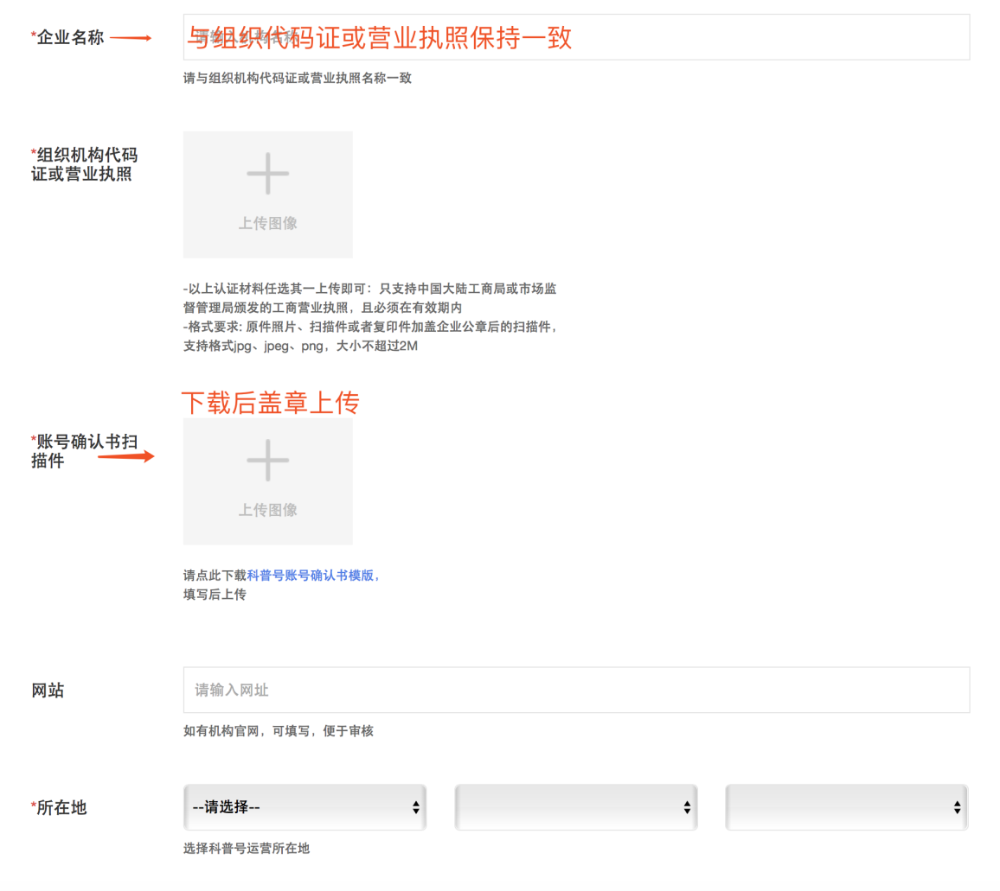 *企业名称
与组织代码证或营业执照保持一致
请与组织机构代码证或营业执照名称一致
*组织机构代码
证或营业执照
上传图像
-以上认证材料任选其一上传即可：只支持中国大陆工商局或市场监
督管理局颁发的工商营业执照，且必须在有效期内
-格式要求: 原件照片、扫描件或者复印件加盖企业公章后的扫描件，
支持格式jpg、jpeg、png，大小不超过2M
下载后盖章上传
*账号确认书扫
描件
上传图像
请点此下载科普号账号确认书模版，
填写后上传
网站
请输入网址
如有机构官网，可填写，便于审核
*所在地
--请选择--
选择科普号运营所在地